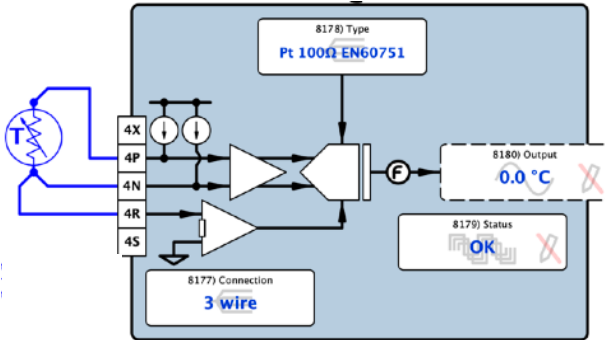 8178) Type
Pt 100Ω EN60751
T
4X
4P
4N
4R
4S
F
8180) Output
0.0 °C
8179) Status
OK
8177) Connection
3 wire